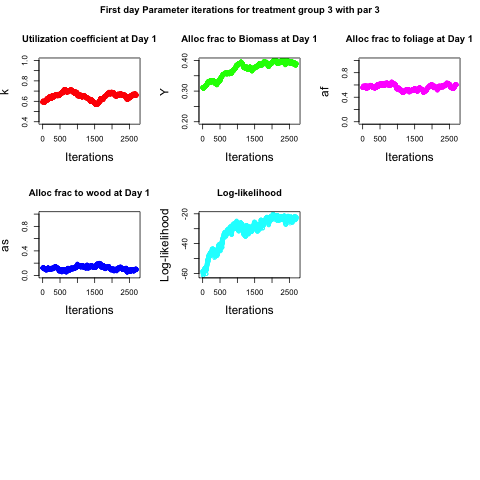 First day Parameter iterations for treatment group 3 with par 3
Utilization coefficient at Day 1
k
0.4 0.6 0.8 1.0
0 500 1500 2500
Iterations
Alloc frac to Biomass at Day 1
Y
0.20 0.30 0.40
0 500 1500 2500
Iterations
Alloc frac to foliage at Day 1
af
0.0 0.4 0.8
0 500 1500 2500
Iterations
Alloc frac to wood at Day 1
as
0.0 0.4 0.8
0 500 1500 2500
Iterations
Log-likelihood
Log-likelihood
-60 -40 -20
0 500 1500 2500
Iterations